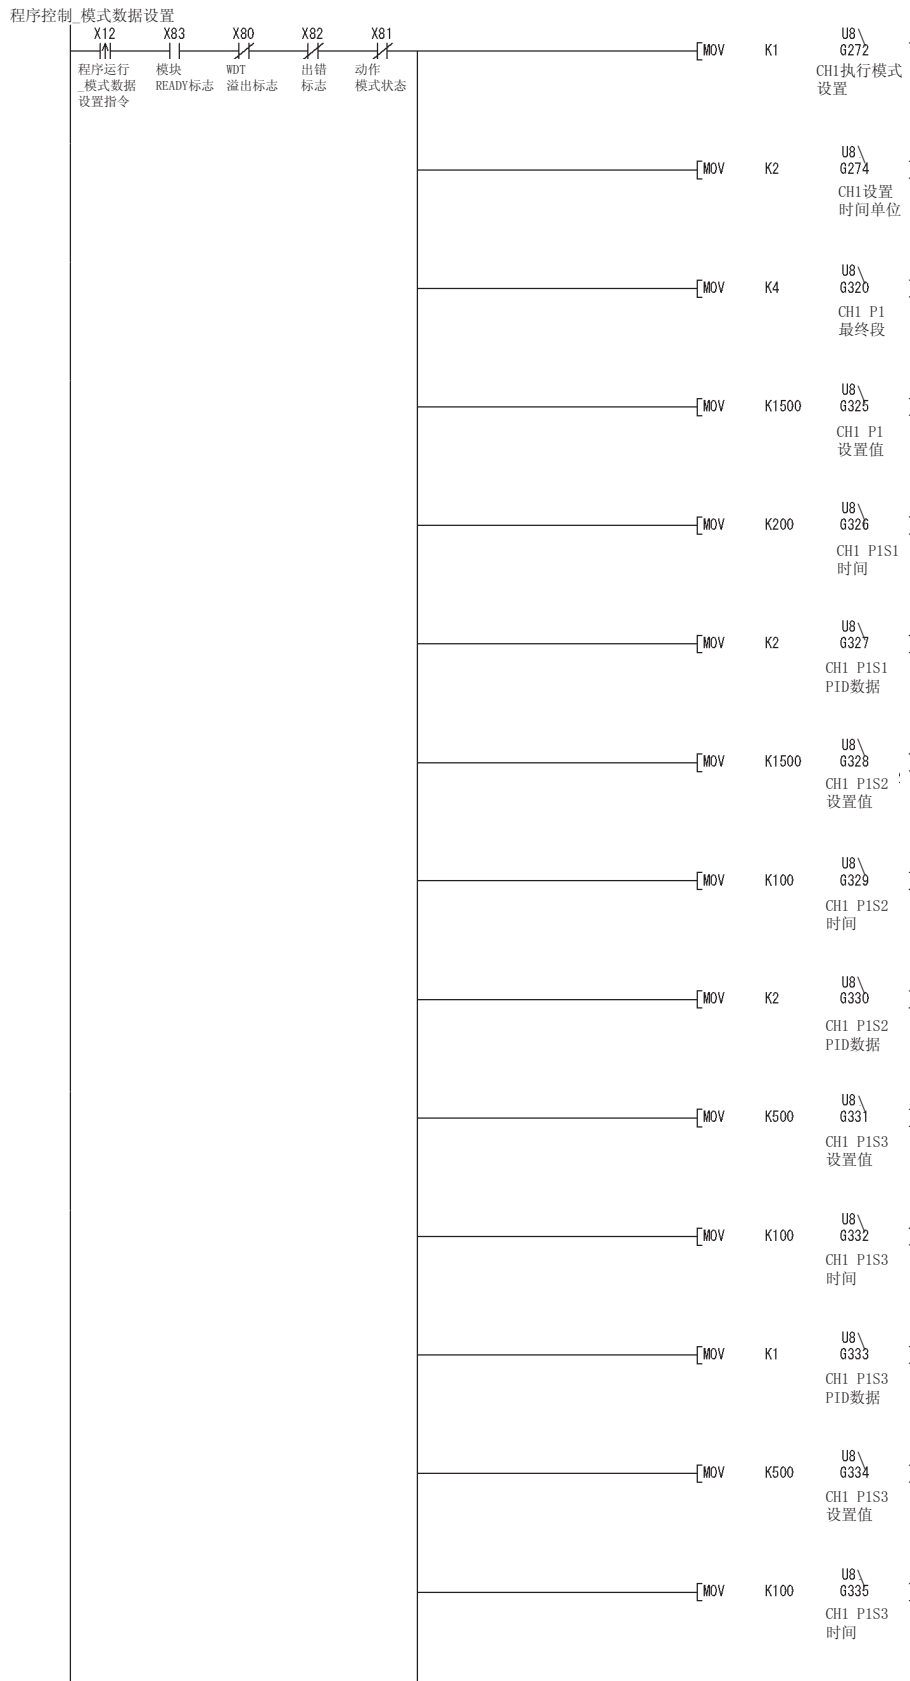 程序控制_模式数据设置
X12 X83 X80 X82 X81 U8\
MOV K1 G272
程序运行 模块 WDT 出错 动作 CH1执行模式
_模式数据 READY标志 溢出标志 标志 模式状态 设置
设置指令
U8\
MOV K2 G274
CH1设置
时间单位
U8\
MOV K4 G320
CH1 P1
最终段
U8\
MOV K1500 G325
CH1 P1
设置值
U8\
MOV K200 G326
CH1 P1S1
时间
U8\
MOV K2 G327
CH1 P1S1
PID数据
U8\
MOV K1500 G328
CH1 P1S2
设置值
U8\
MOV K100 G329
CH1 P1S2
时间
U8\
MOV K2 G330
CH1 P1S2
PID数据
U8\
MOV K500 G331
CH1 P1S3
设置值
U8\
MOV K100 G332
CH1 P1S3
时间
U8\
MOV K1 G333
CH1 P1S3
PID数据
U8\
MOV K500 G334
CH1 P1S3
设置值
U8\
MOV K100 G335
CH1 P1S3
时间